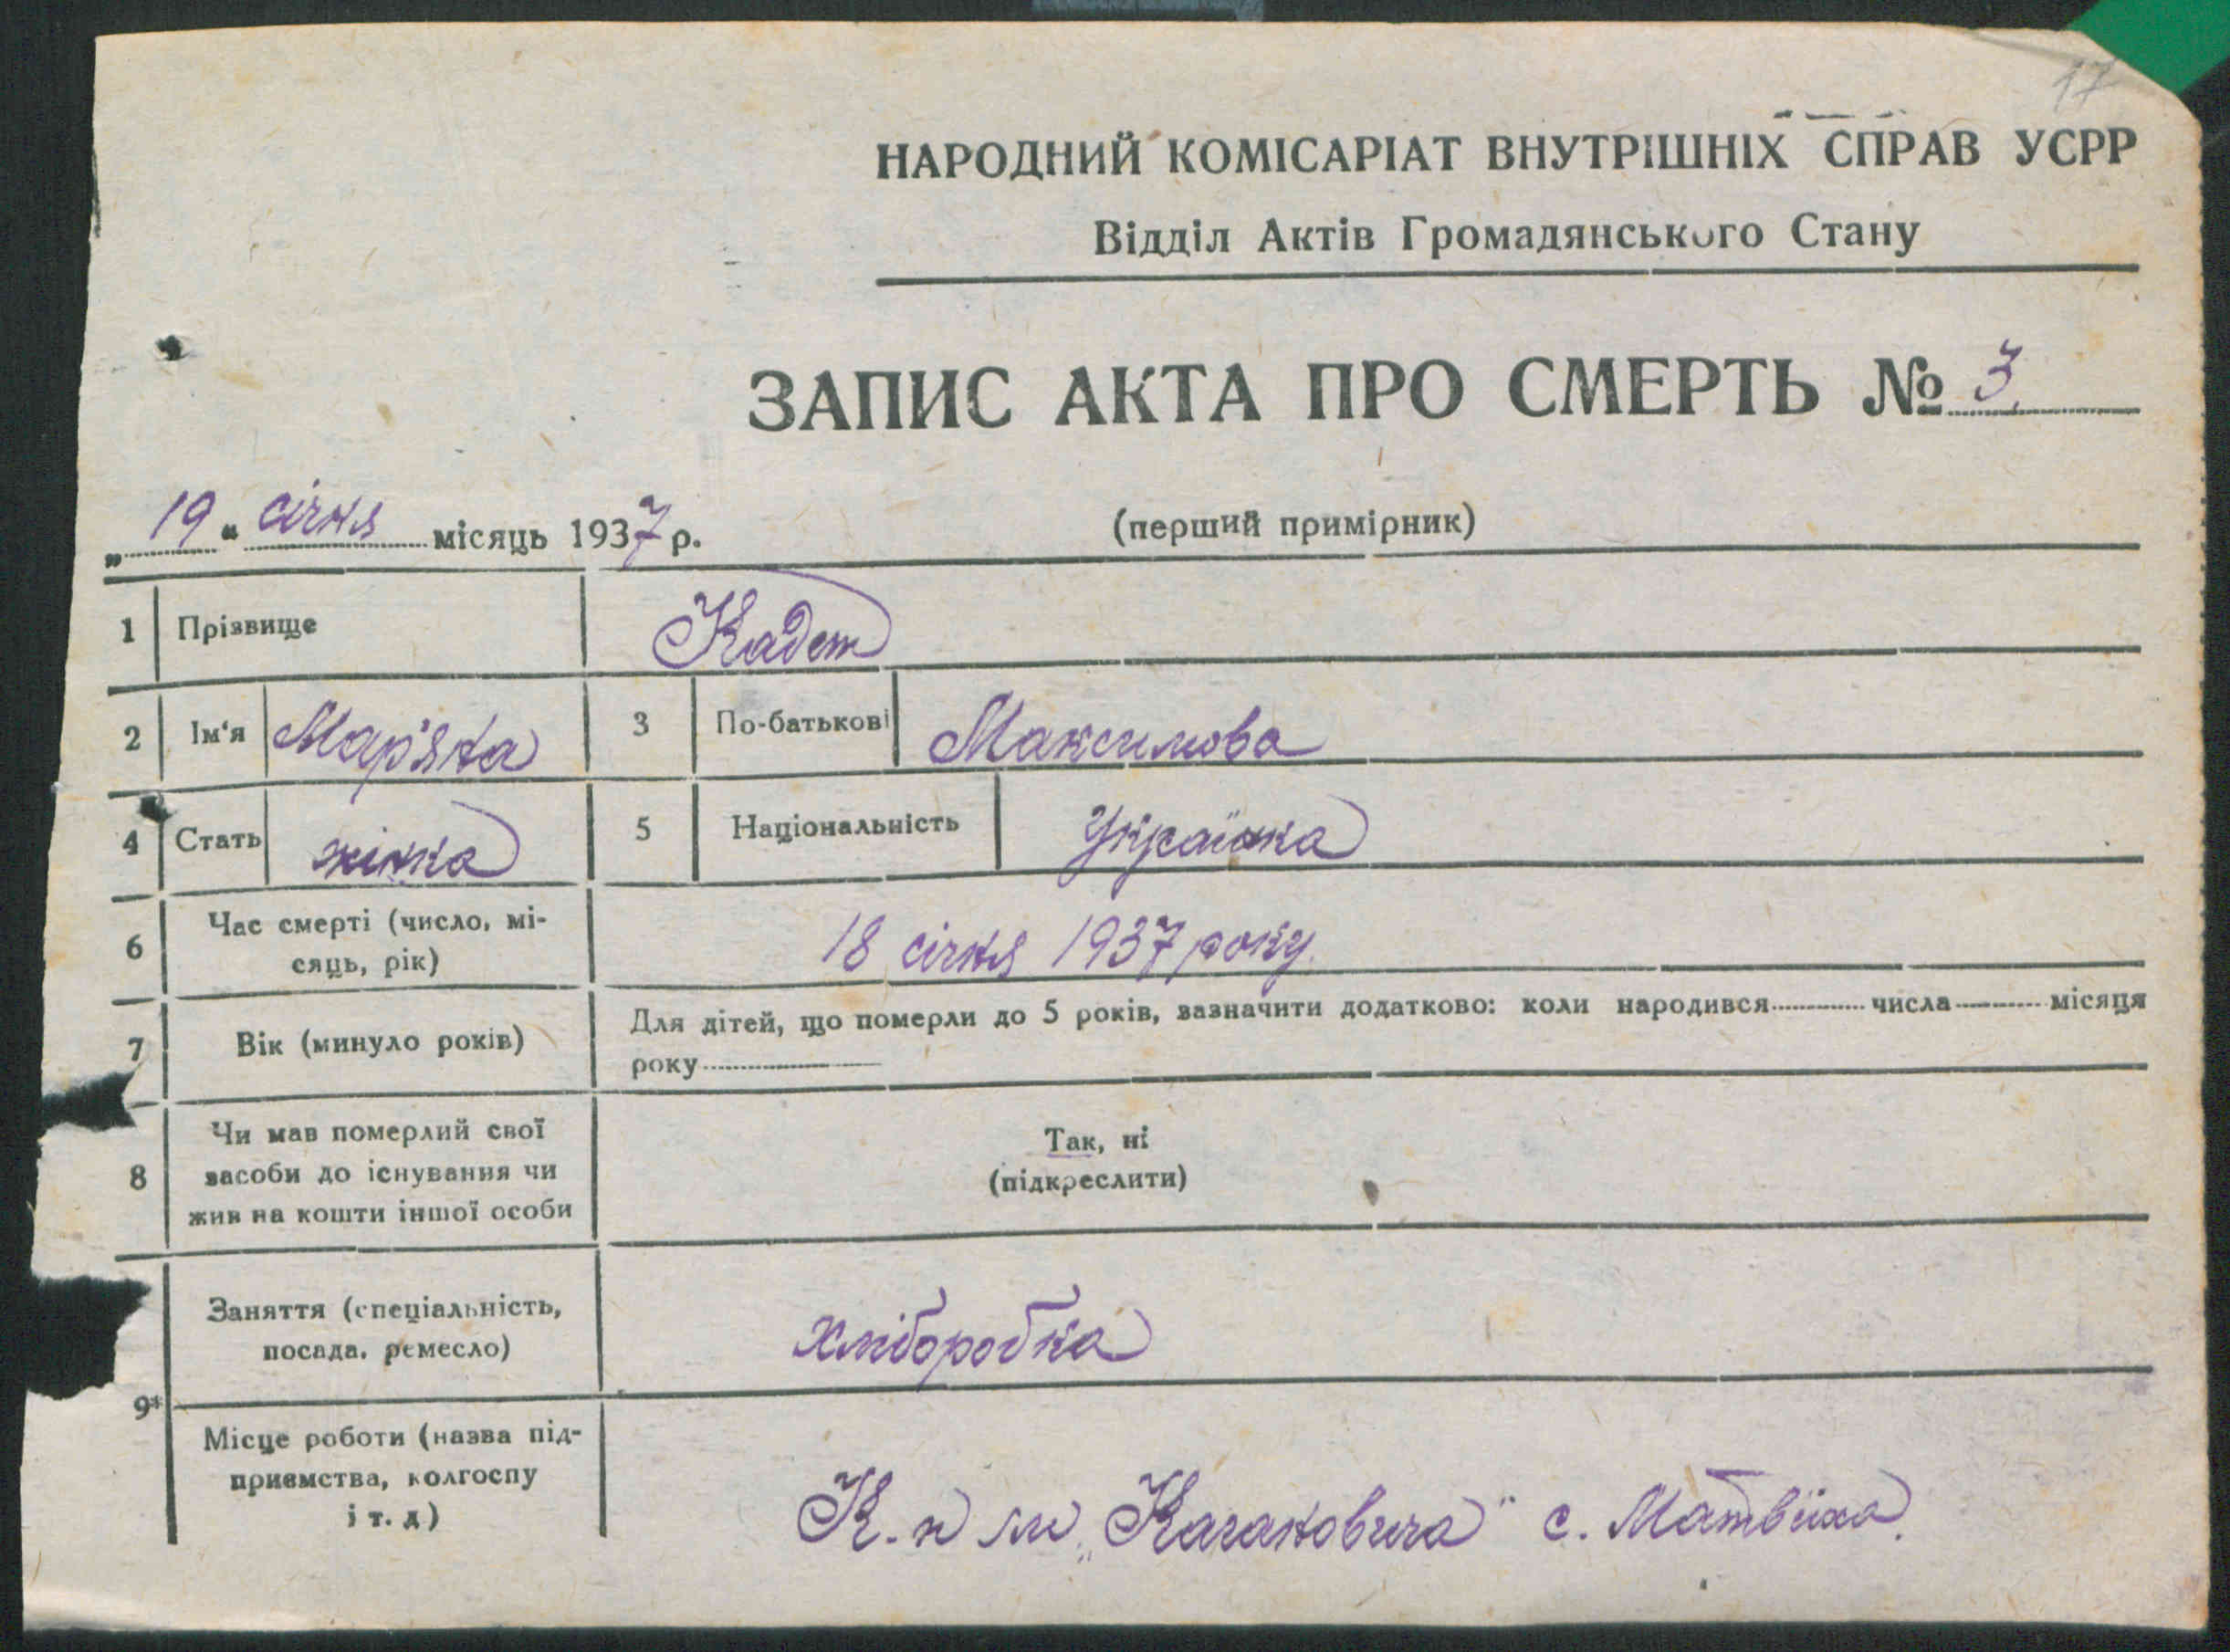 17
НАРОДНИЙ КОМІСАРІАТ ВНУТРІШНІХ СПРАВ УСРР
Відділ Актів Громадянського Стану
ЗАПИС АКТА ПРО СМЕРТЬ № 3.
„19“ січня місяць 1937 р.
(перший примірник)
1 Прізвище Кадет
2 Ім‘я Мар'яна 3 По-батькові Максимова
4 Стать жінка 5 Національність Українка
6 Час смерті (число, мі-
сяць, рік) 18 січня 1937 року.
7 Вік (минуло років) Для дітей, що померли до 5 років, зазначити додатково: коли народився числа місяця
року
8 Чи мав померлий свої
засоби до існування чи
жив на кошти іншої особи
Так, ні
(підкреслити)
Заняття (спеціальність,
посада, ремесло) хліборобка
9*
Місце роботи (назва під-
приємства, колгоспу
і т. д)
К. „Кагановича" с. Матвіїха.